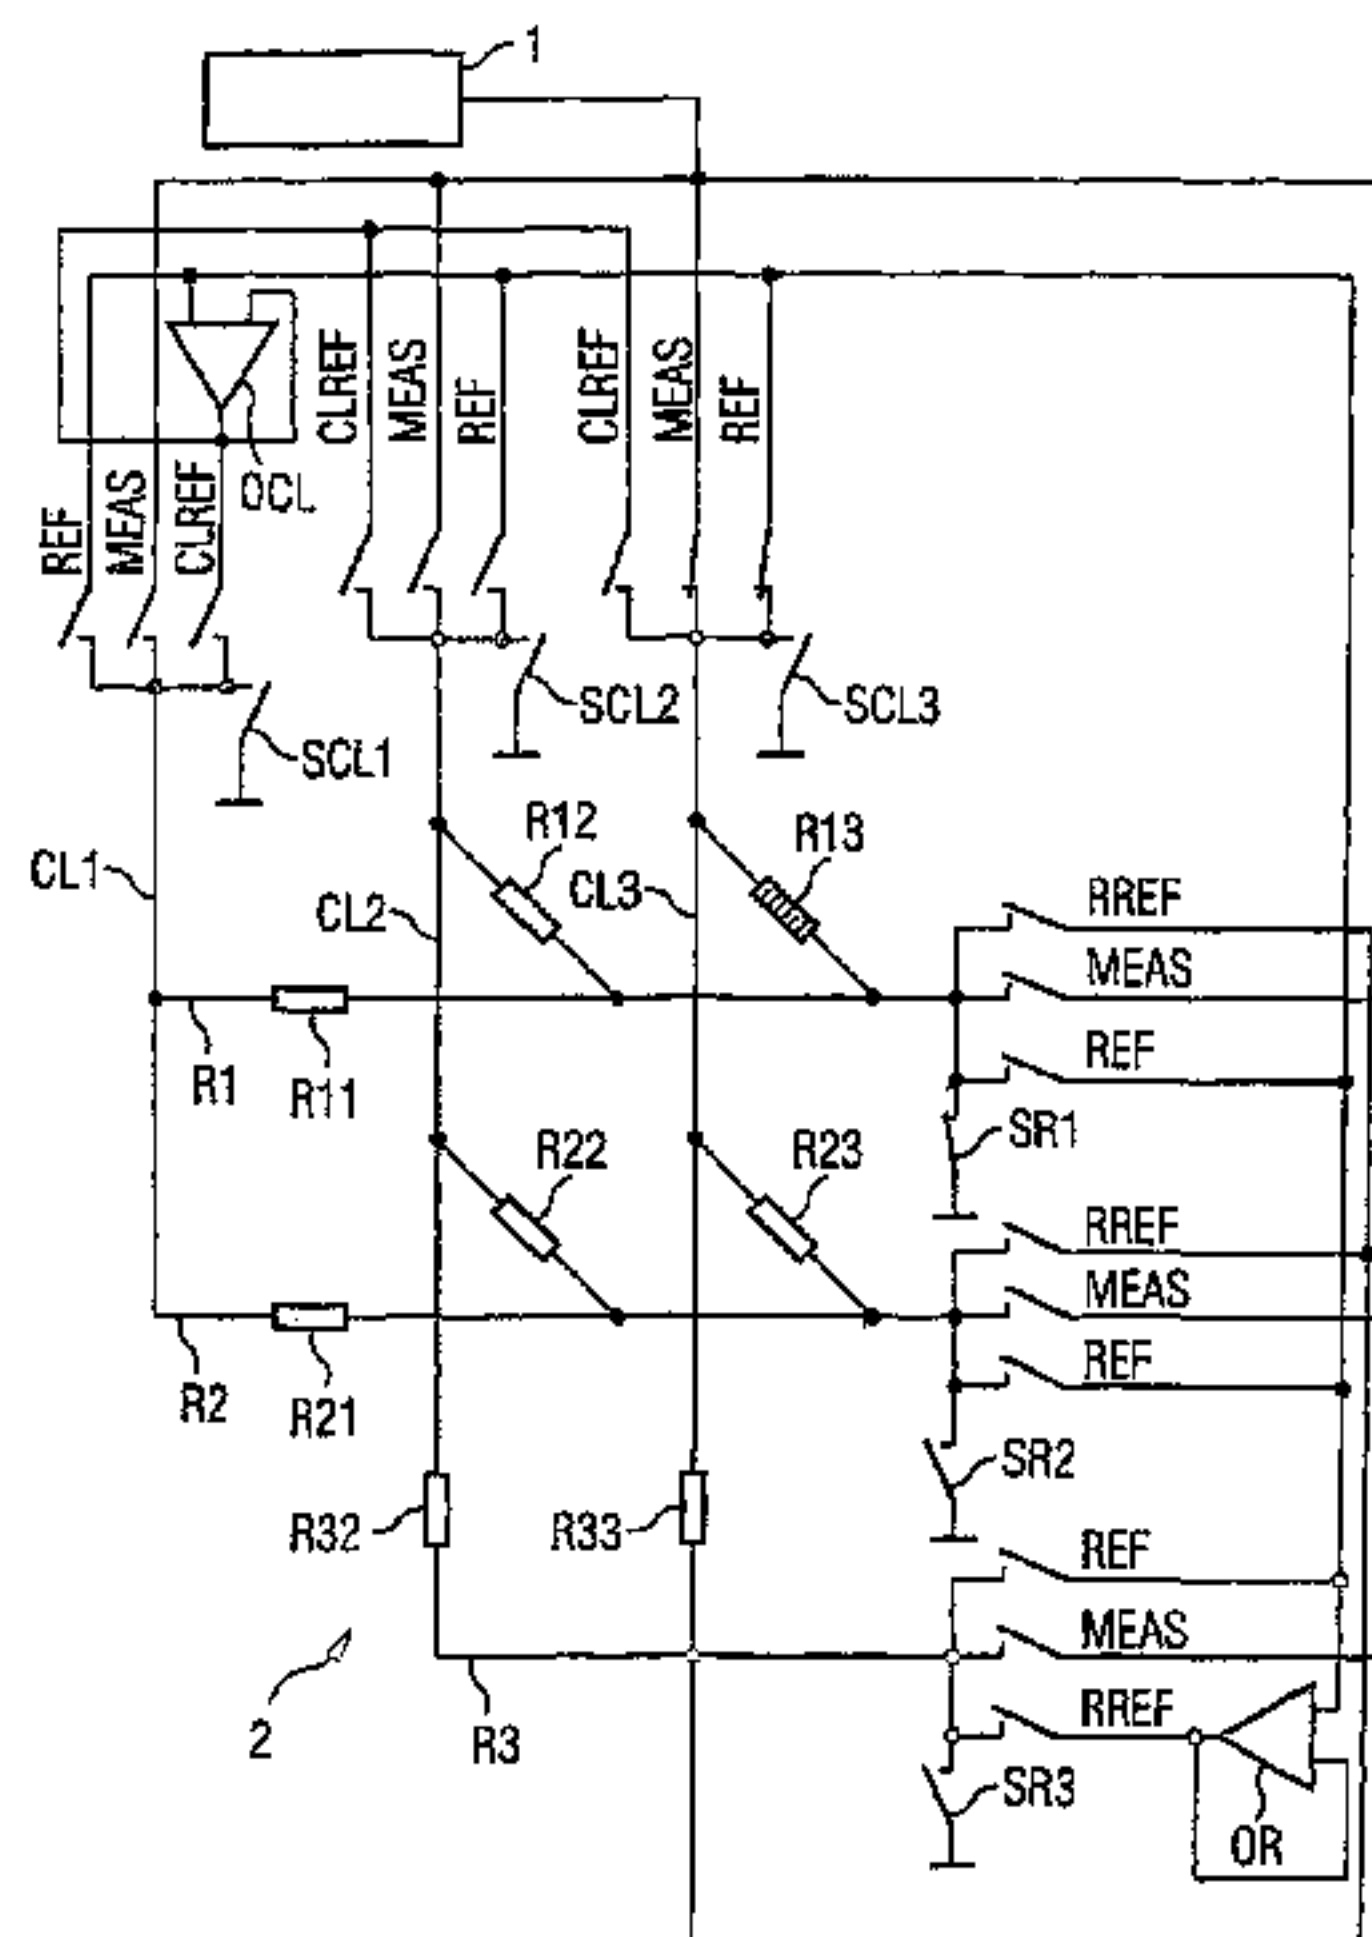 1
CLREF
MEAS
REF
CLREF
MEAS
REF
OCL
REF
MEAS
CLREF
SCL1
SCL2
SCL3
CL1
CL2
R12
CL3
R13
RREF
MEAS
R1
R11
REF
SR1
R22
R23
RREF
MEAS
R2
R21
REF
SR2
R32
R33
REF
MEAS
2
R3
RREF
SR3
OR